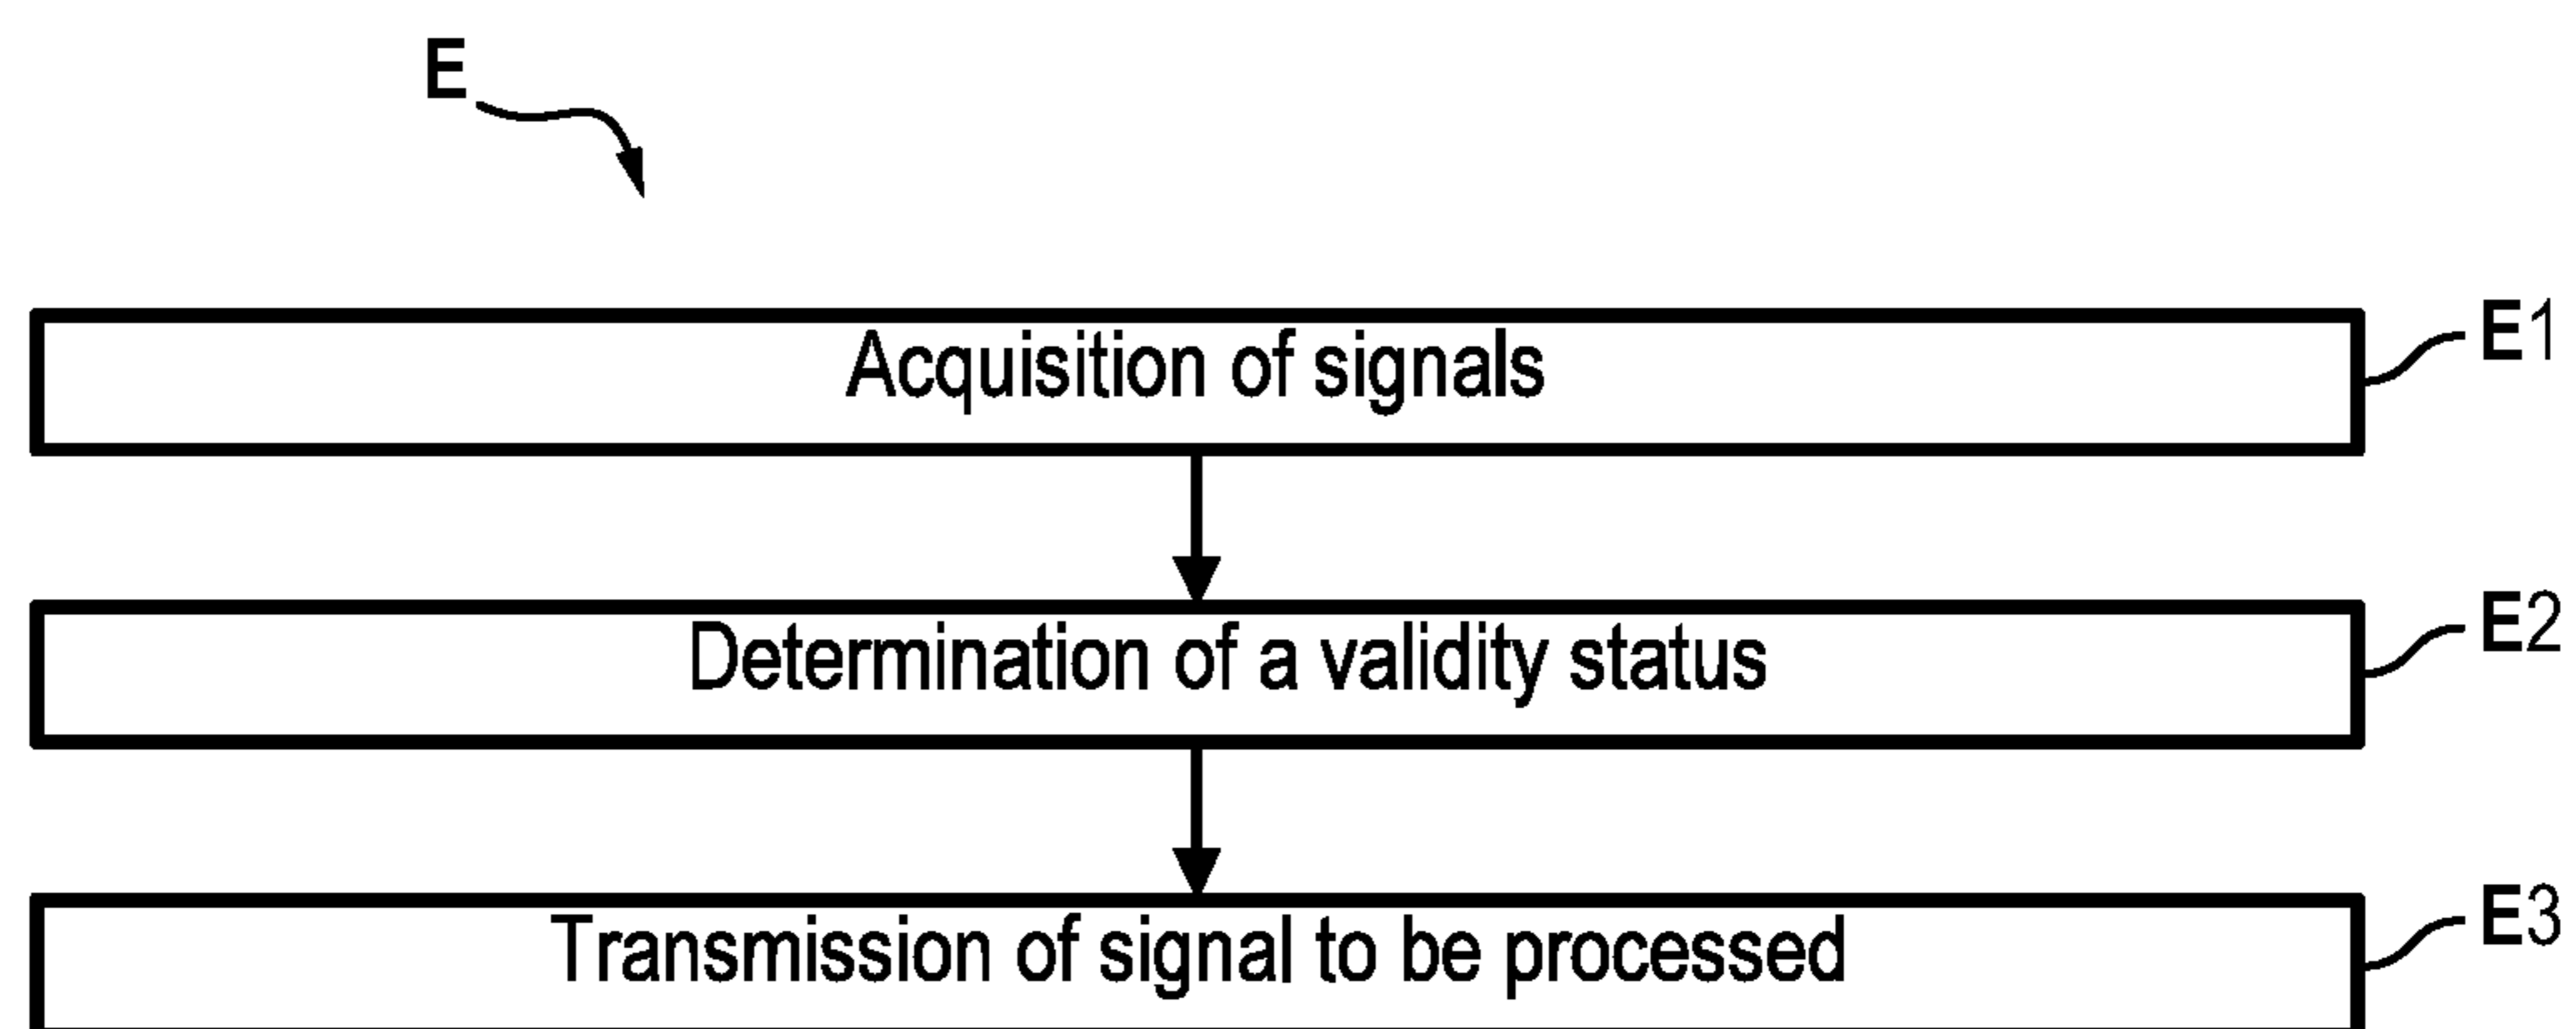 E
Acquisition of signals E1
Determination of a validity status E2
Transmission of signal to be processed E3